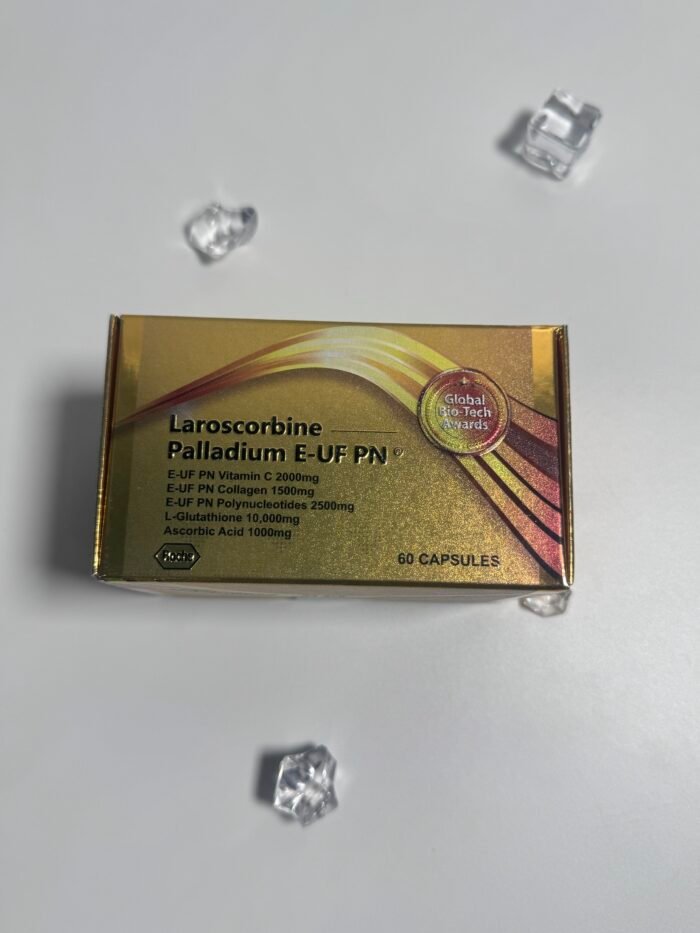 Global
Bio-Tech
Awards
Laroscorbine
Palladium E-UF PN ®
E-UF PN Vitamin C 2000mg
E-UF PN Collagen 1500mg
E-UF PN Polynucleotides 2500mg
L-Glutathione 10,000mg
Ascorbic Acid 1000mg
Roche
60 CAPSULES